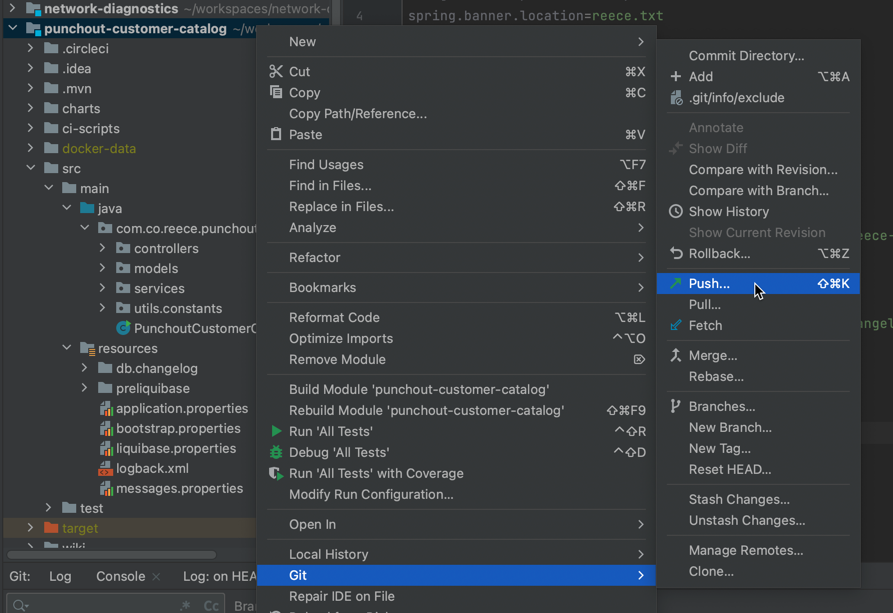 network-diagnostics ~/workspaces/network-
punchout-customer-catalog
.circleci
.idea
.mvn
charts
ci-scripts
docker-data
src
main
java
com.co.reece.punchout
controllers
models
services
utils.constants
PunchoutCustomerC
resources
db.changelog
preliquibase
application.properties
bootstrap.properties
liquibase.properties
logback.xml
messages.properties
test
target
Git: Log Console × Log: on HEA
.* Cc Bran
4 spring.banner.location=reece.txt
New
Cut ⌘X
Copy ⌘C
Copy Path/Reference...
Paste ⌘V
Find Usages ⌥F7
Find in Files... ⇧⌘F
Replace in Files... ⇧⌘R
Analyze
Refactor
Bookmarks
Reformat Code ⌥⌘L
Optimize Imports ^⌥O
Remove Module ⌦
Build Module 'punchout-customer-catalog'
Rebuild Module 'punchout-customer-catalog' ⇧⌘F9
Run 'All Tests' ^⇧R
Debug 'All Tests' ^⇧D
Run 'All Tests' with Coverage
Modify Run Configuration...
Open In
Local History
Git
Repair IDE on File
Commit Directory...
Add ⌥⌘A
.git/info/exclude
Annotate
Show Diff
Compare with Revision...
Compare with Branch...
Show History
Show Current Revision
Rollback... ⌥⌘Z
Push... ⇧⌘K
Pull...
Fetch
Merge...
Rebase...
Branches...
New Branch...
New Tag...
Reset HEAD...
Stash Changes...
Unstash Changes...
Manage Remotes...
Clone...
eece-
angel